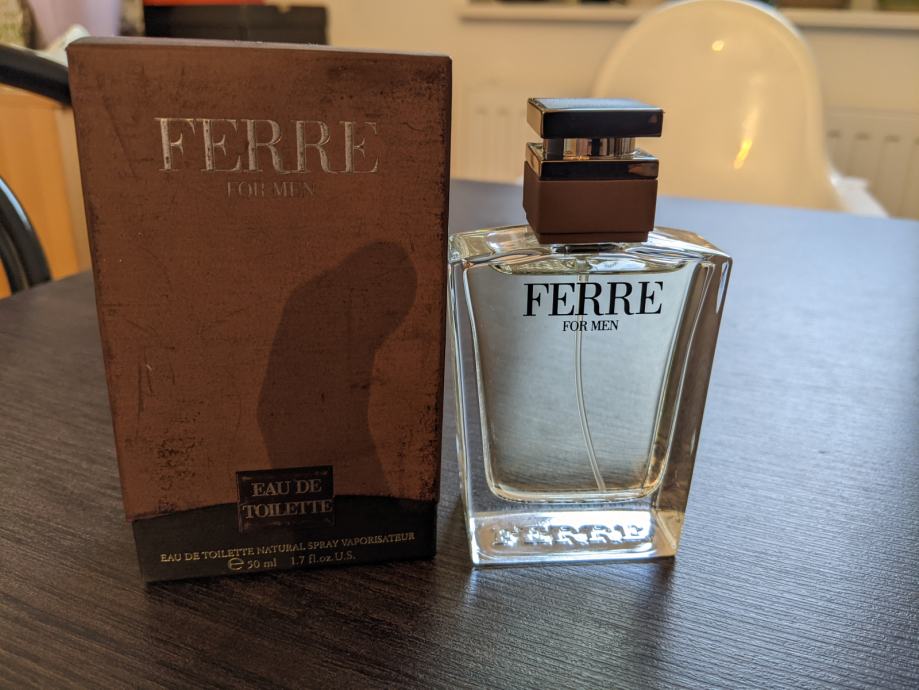 FERRE
FOR MEN
EAU DE
TOILETTE
EAU DE TOILETTE NATURAL SPRAY VAPORISATEUR
℮ 50 ml 1.7 fl.oz.U.S.
FERRE
FOR MEN
FERRE